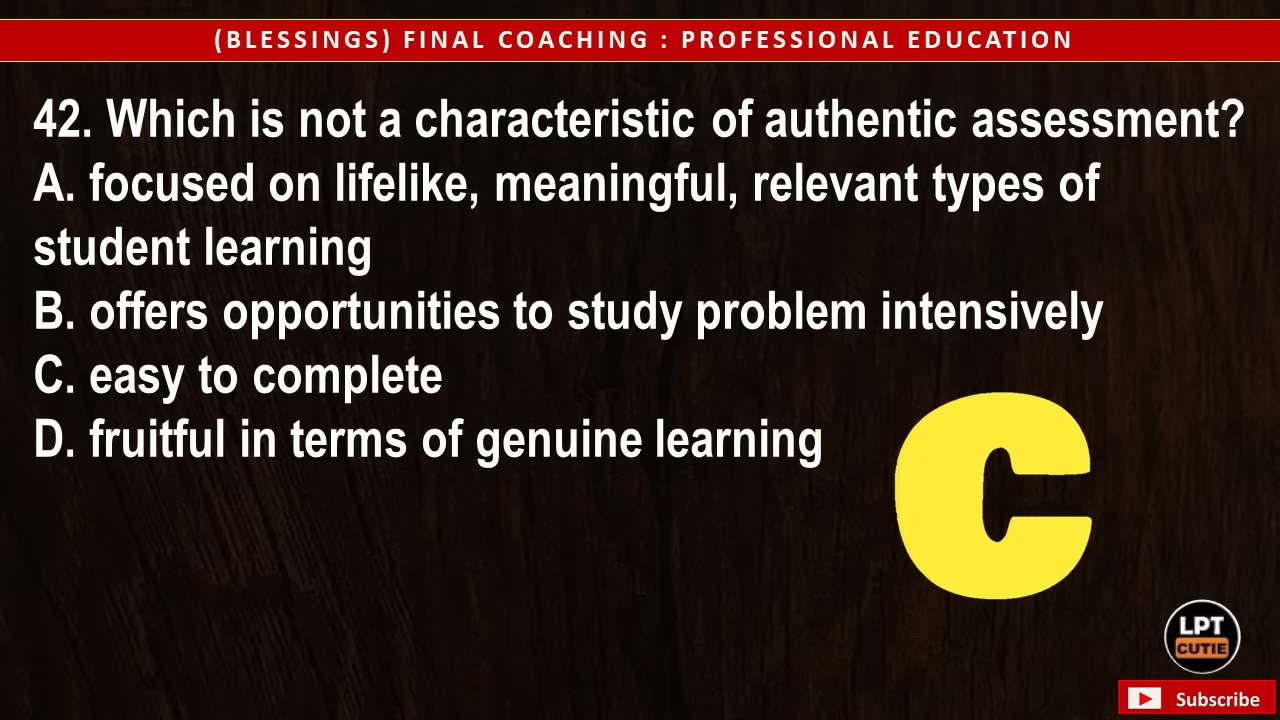 (BLESSINGS) FINAL COACHING : PROFESSIONAL EDUCATION
42. Which is not a characteristic of authentic assessment?
A. focused on lifelike, meaningful, relevant types of
student learning
B. offers opportunities to study problem intensively
C. easy to complete
D. fruitful in terms of genuine learning
C
LPT
CUTIE
Subscribe